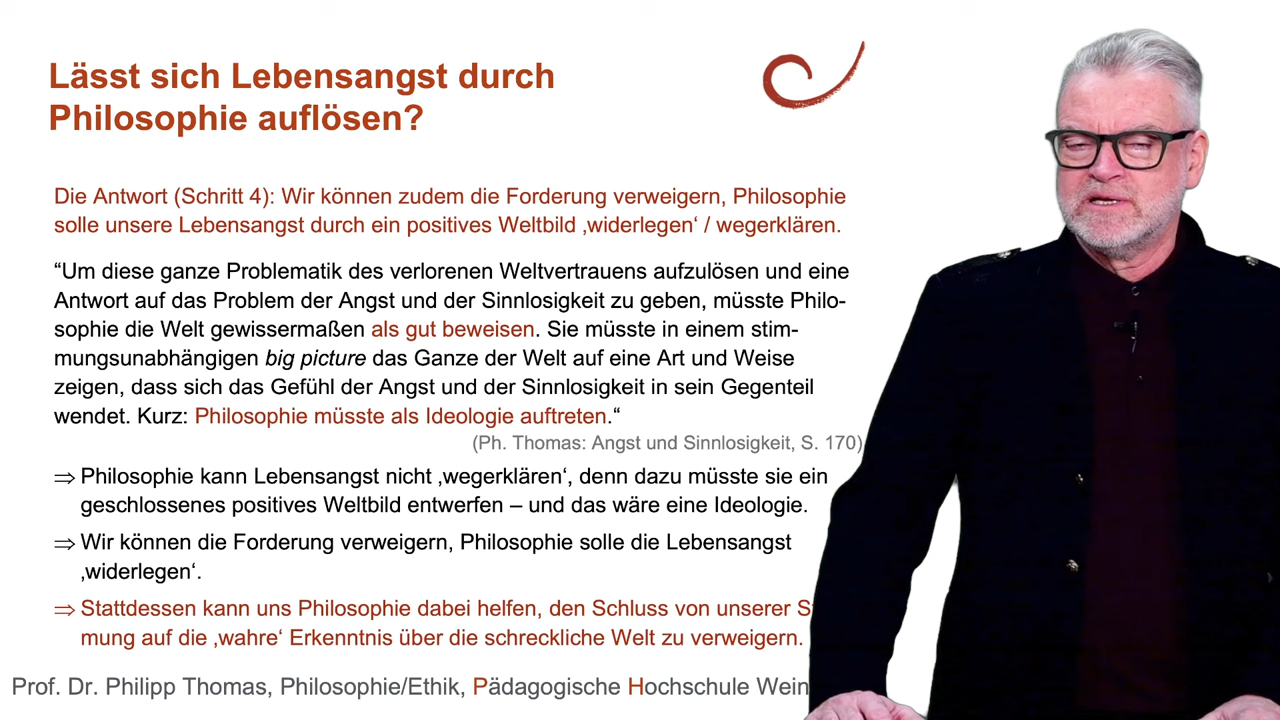 Lässt sich Lebensangst durch
Philosophie auflösen?
Die Antwort (Schritt 4): Wir können zudem die Forderung verweigern, Philosophie
solle unsere Lebensangst durch ein positives Weltbild ‚widerlegen‘ / wegerklären.
“Um diese ganze Problematik des verlorenen Weltvertrauens aufzulösen und eine
Antwort auf das Problem der Angst und der Sinnlosigkeit zu geben, müsste Philo-
sophie die Welt gewissermaßen als gut beweisen. Sie müsste in einem stim-
mungsunabhängigen big picture das Ganze der Welt auf eine Art und Weise
zeigen, dass sich das Gefühl der Angst und der Sinnlosigkeit in sein Gegenteil
wendet. Kurz: Philosophie müsste als Ideologie auftreten.“
(Ph. Thomas: Angst und Sinnlosigkeit, S. 170)
⇒ Philosophie kann Lebensangst nicht ‚wegerklären‘, denn dazu müsste sie ein
geschlossenes positives Weltbild entwerfen – und das wäre eine Ideologie.
⇒ Wir können die Forderung verweigern, Philosophie solle die Lebensangst
‚widerlegen‘.
⇒ Stattdessen kann uns Philosophie dabei helfen, den Schluss von unserer
mung auf die ‚wahre‘ Erkenntnis über die schreckliche Welt zu verweigern.
Prof. Dr. Philipp Thomas, Philosophie/Ethik, Pädagogische Hochschule Wein